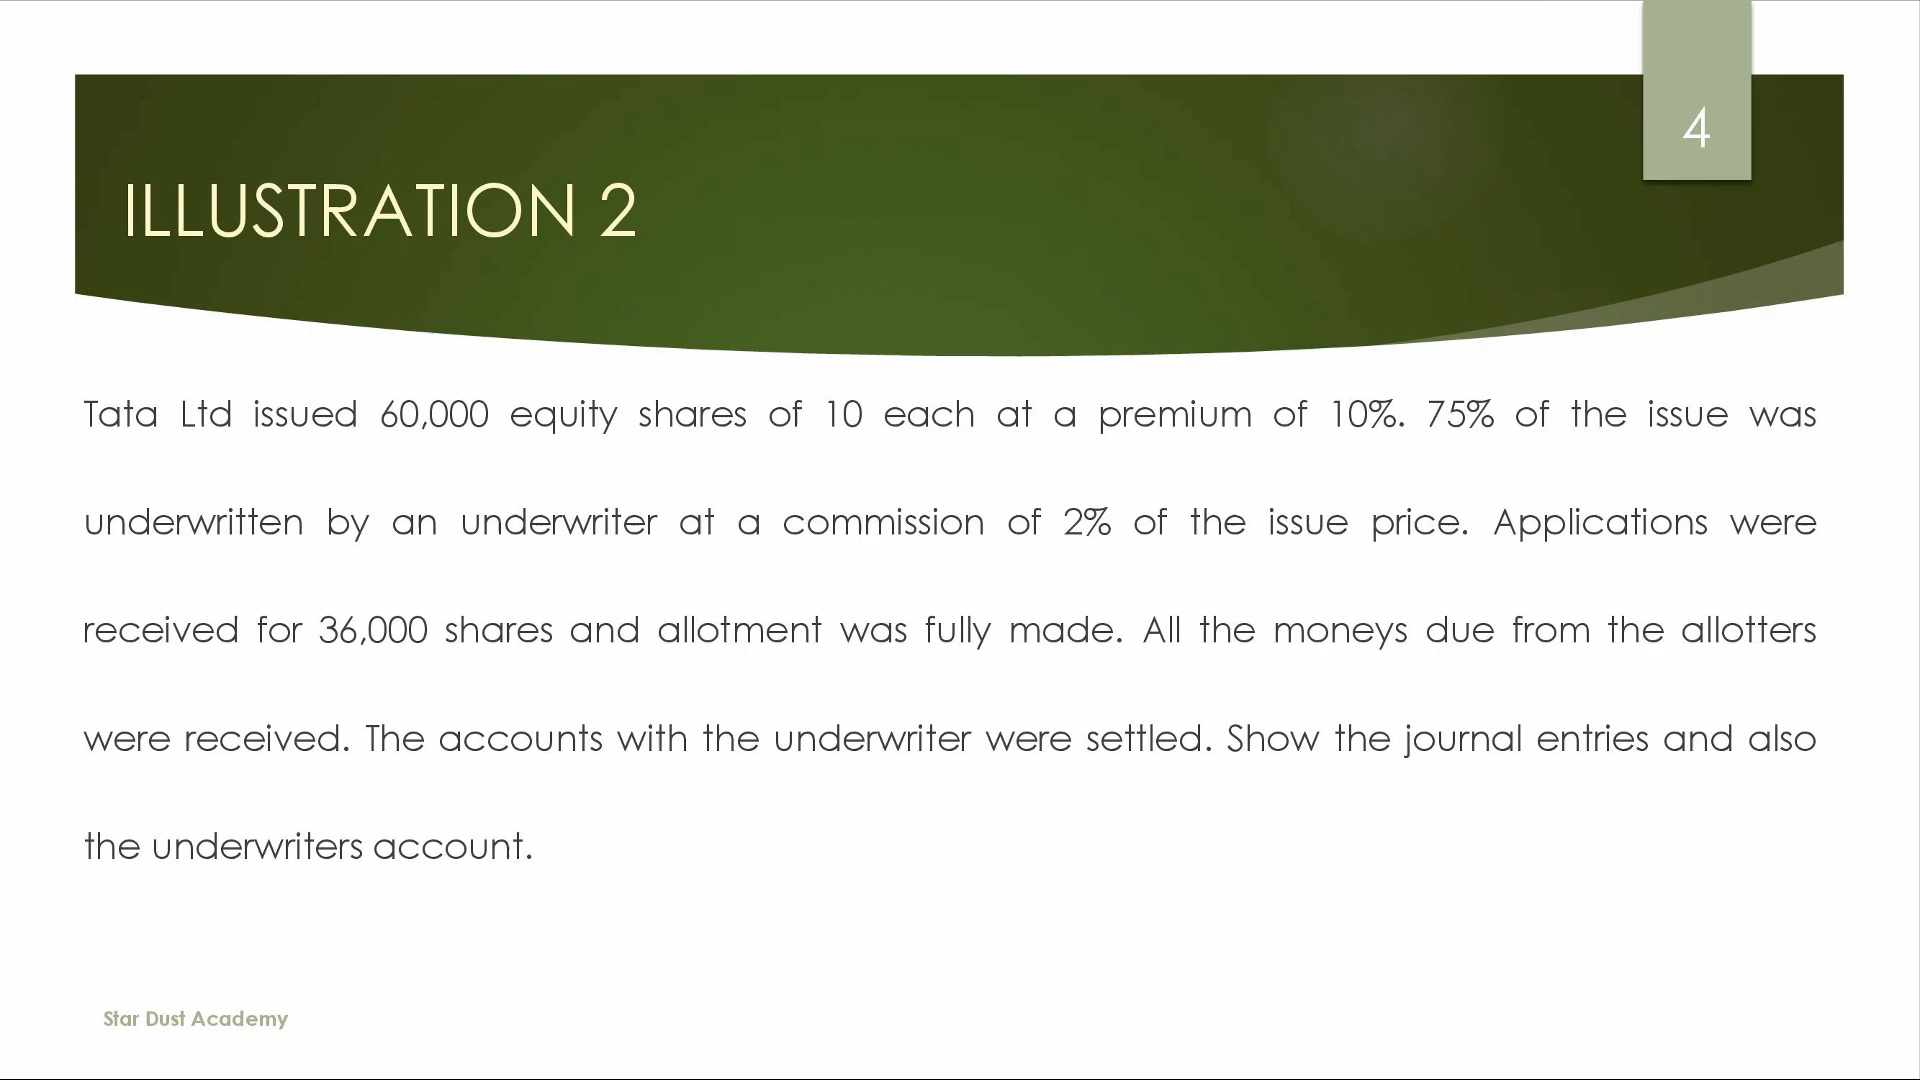 4
ILLUSTRATION 2
Tata Ltd issued 60,000 equity shares of 10 each at a premium of 10%. 75% of the issue was
underwritten by an underwriter at a commission of 2% of the issue price. Applications were
received for 36,000 shares and allotment was fully made. All the moneys due from the allotters
were received. The accounts with the underwriter were settled. Show the journal entries and also
the underwriters account.
Star Dust Academy